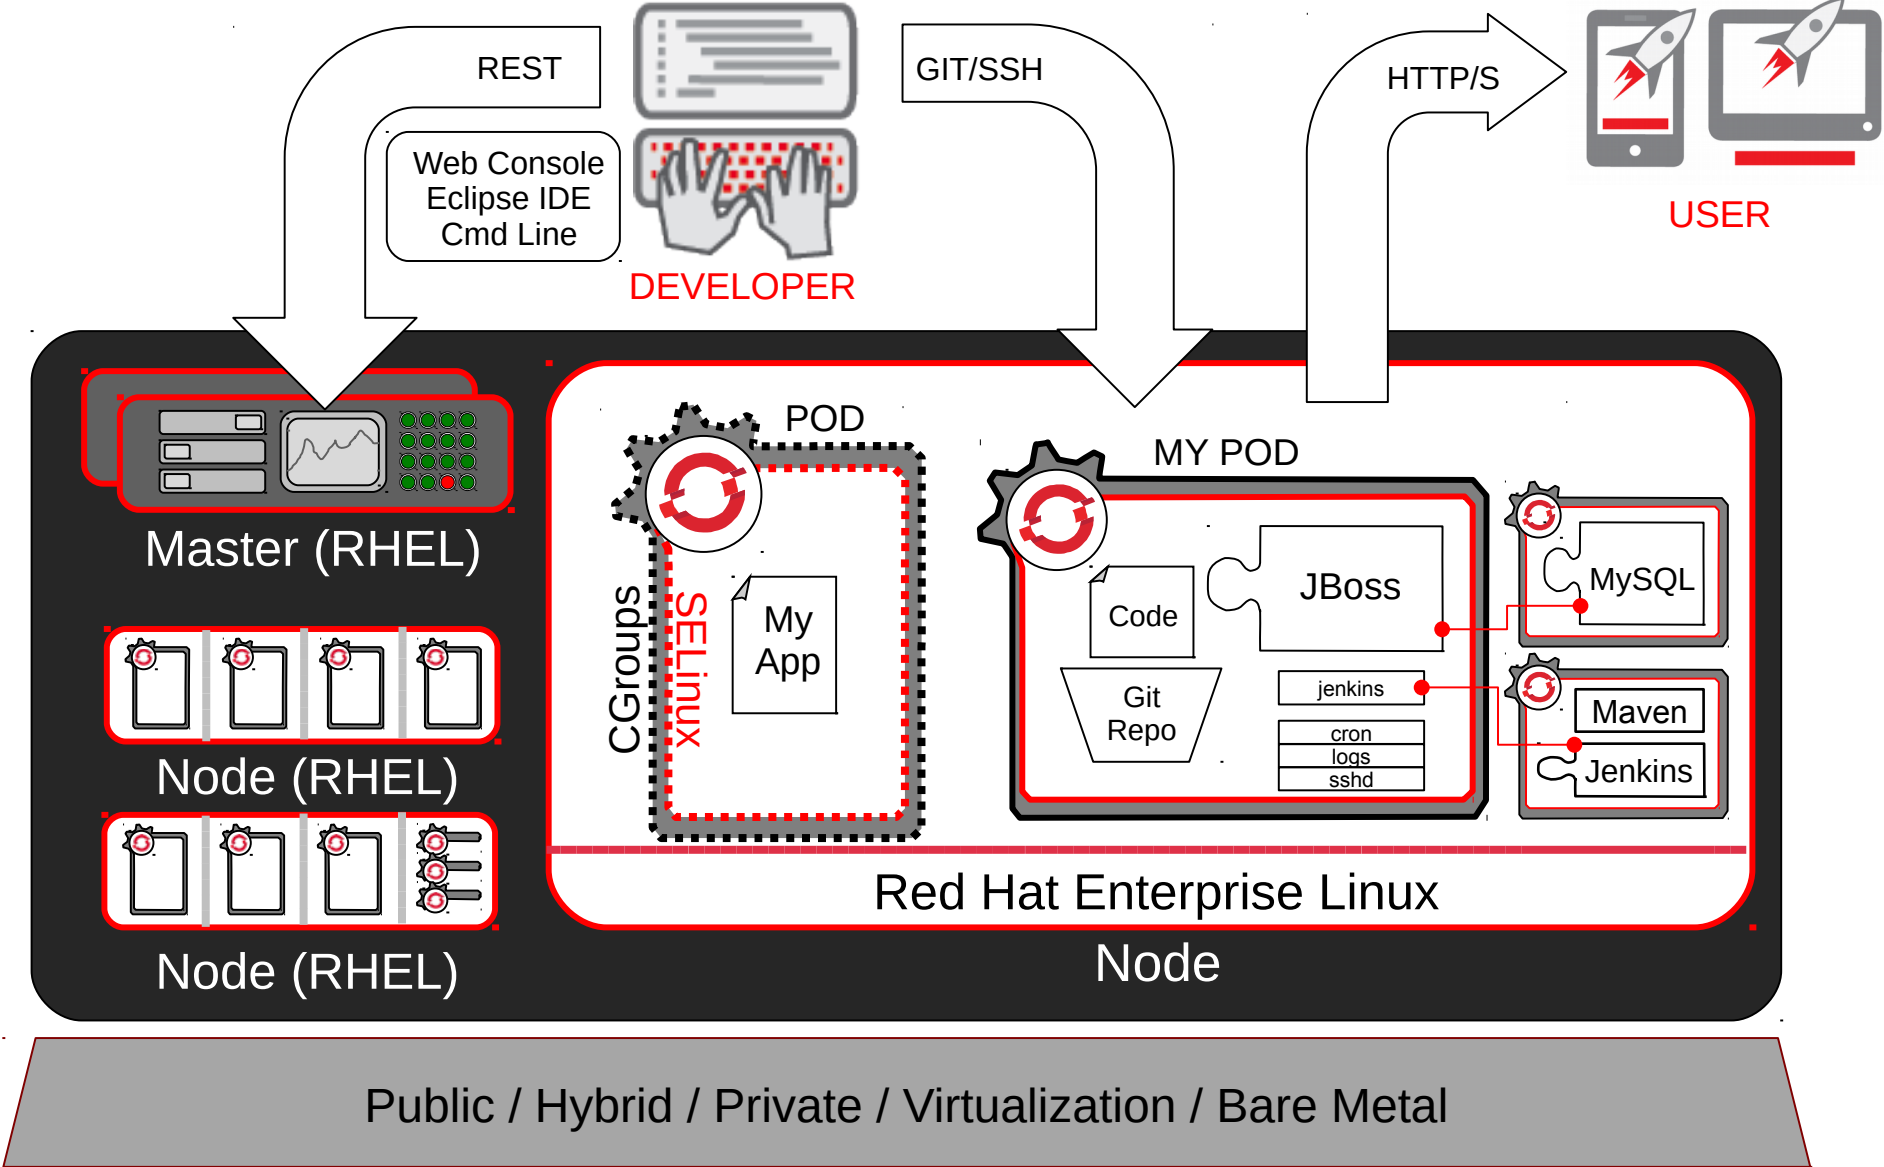 REST
GIT/SSH
HTTP/S
Web Console
Eclipse IDE
Cmd Line
DEVELOPER
USER
Master (RHEL)
Node (RHEL)
Node (RHEL)
POD
CGroups
SELinux
My
App
MY POD
Code
Git
Repo
JBoss
jenkins
cron
logs
sshd
MySQL
Maven
Jenkins
Red Hat Enterprise Linux
Node
Public / Hybrid / Private / Virtualization / Bare Metal